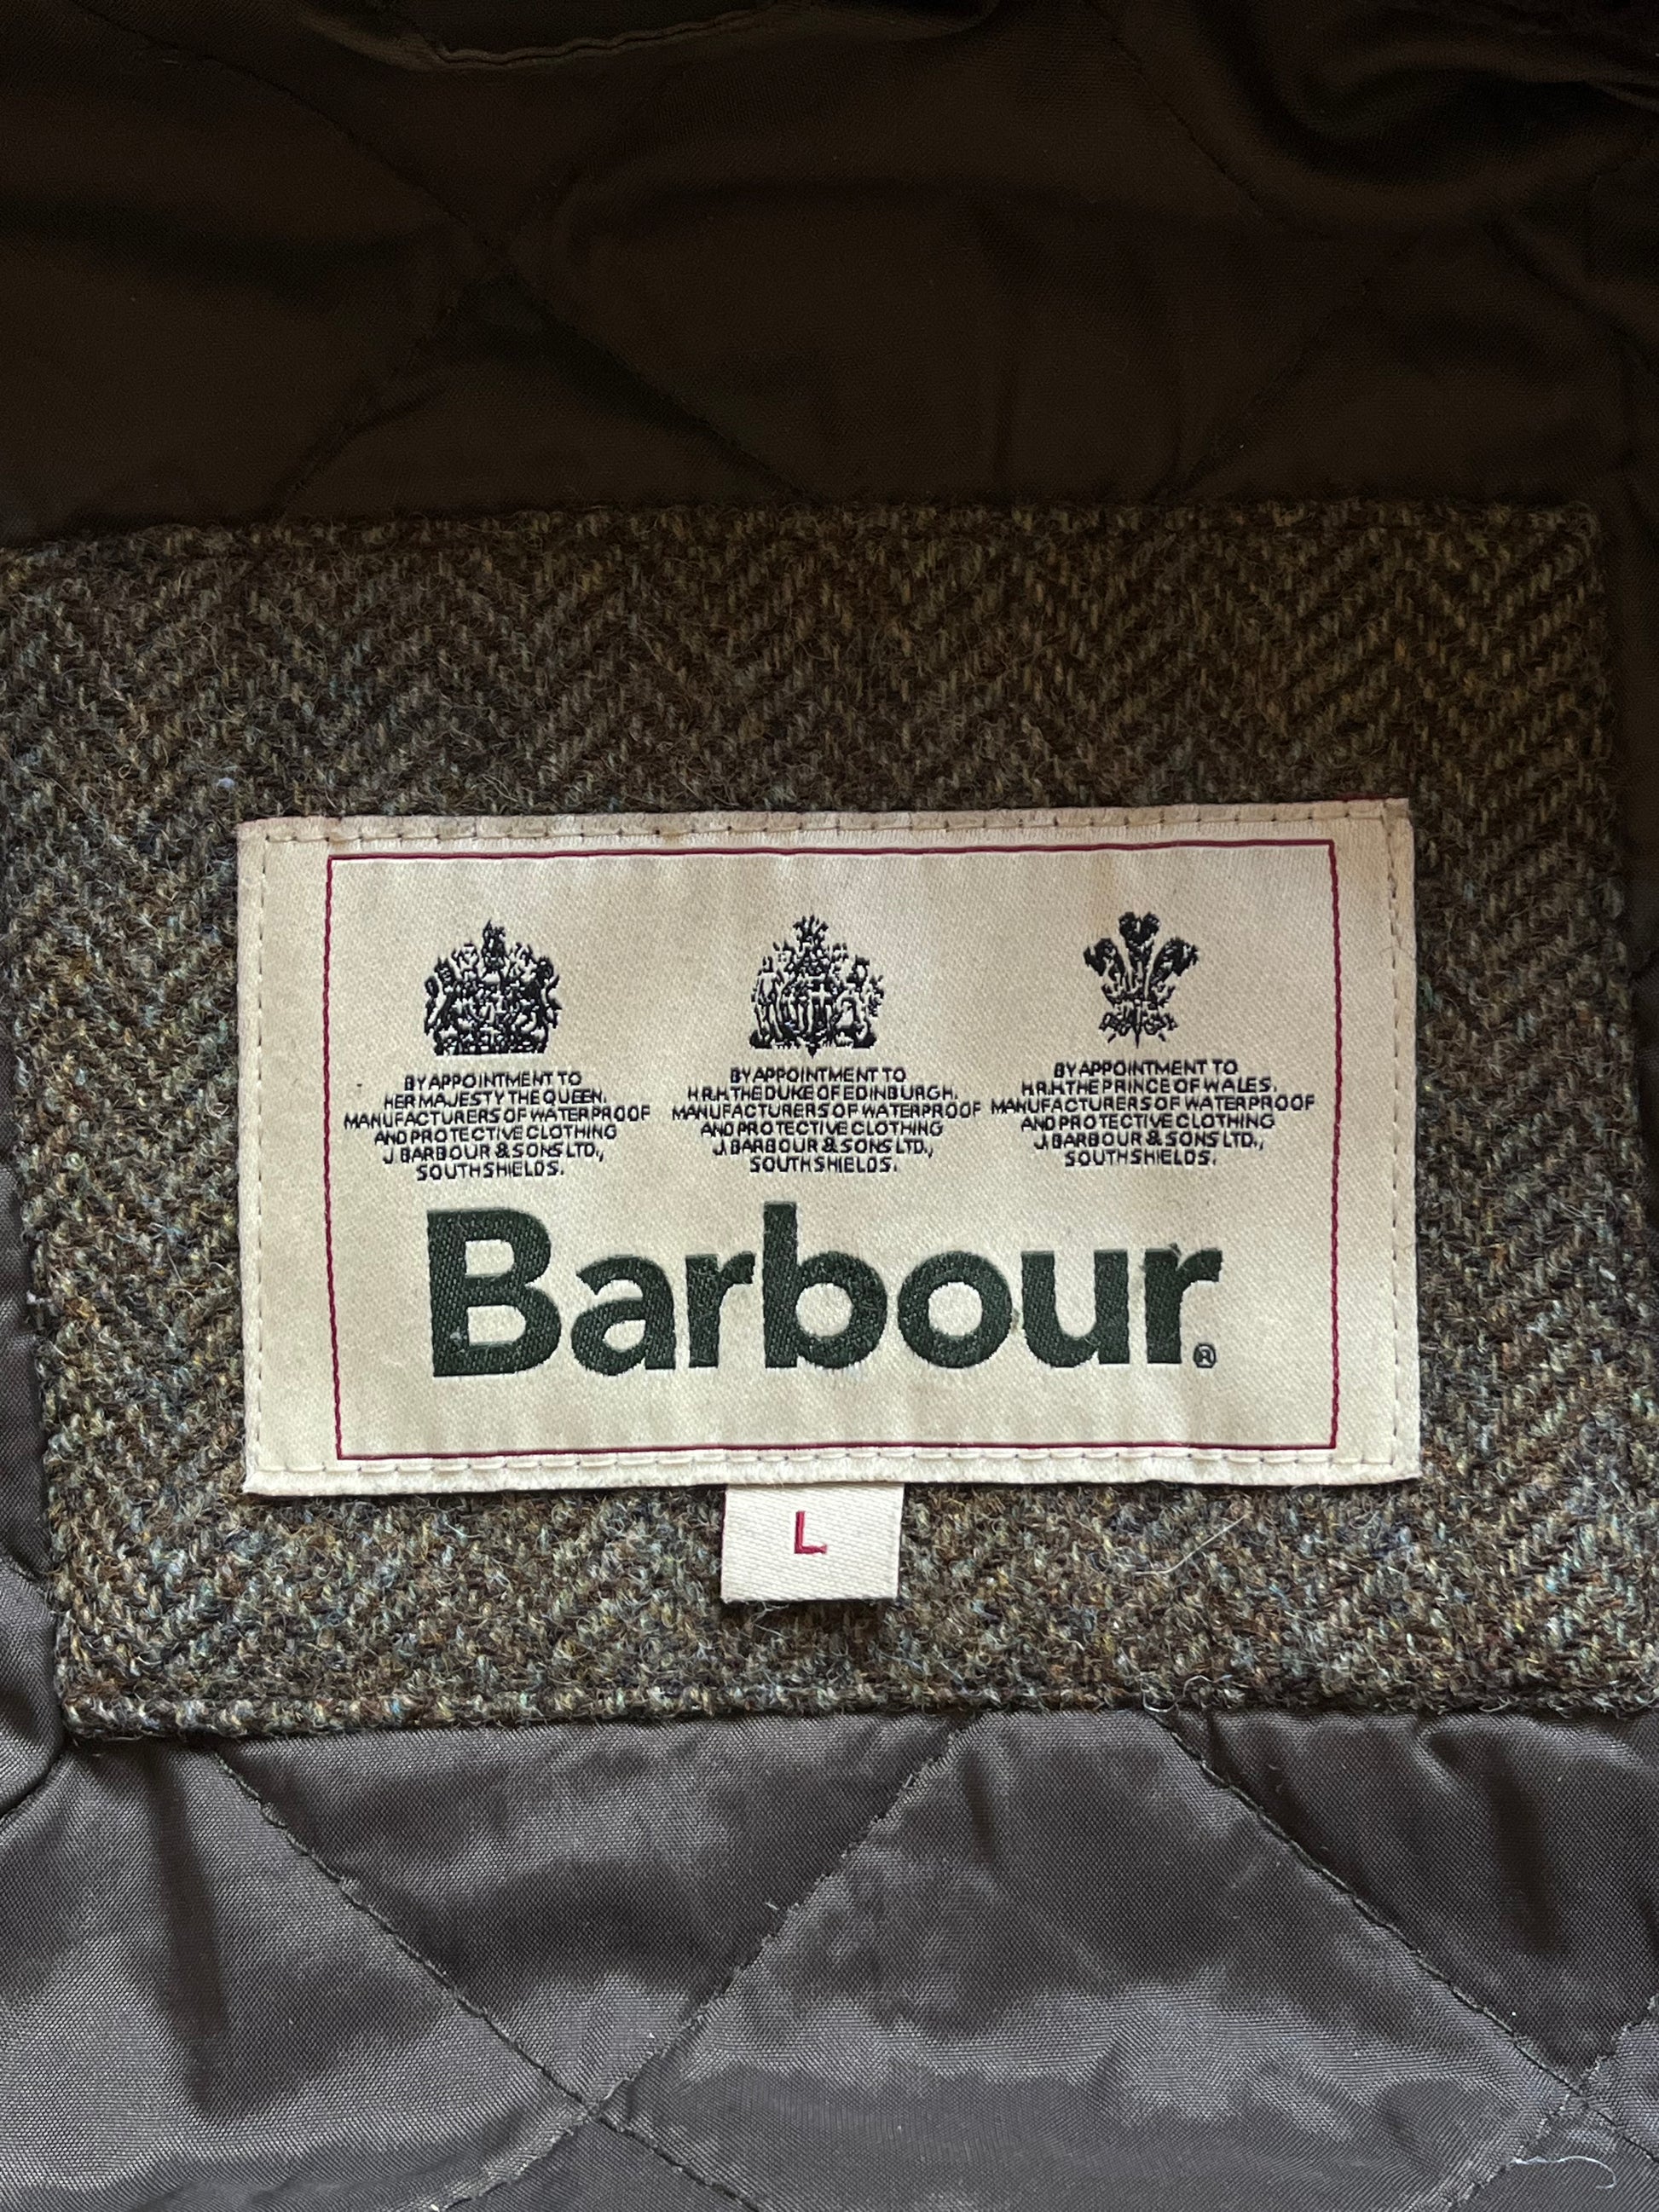 BY APPOINTMENT TO
HER MAJESTY THE QUEEN.
MANUFACTURERS OF WATERPROOF
AND PROTECTIVE CLOTHING
J. BARBOUR & SONS LTD.,
SOUTH SHIELDS.
BY APPOINTMENT TO
H.R.H. THE DUKE OF EDINBURGH.
MANUFACTURERS OF WATERPROOF
AND PROTECTIVE CLOTHING
J. BARBOUR & SONS LTD.,
SOUTH SHIELDS.
BY APPOINTMENT TO
H.R.H. THE PRINCE OF WALES.
MANUFACTURERS OF WATERPROOF
AND PROTECTIVE CLOTHING
J. BARBOUR & SONS LTD.,
SOUTH SHIELDS.
Barbour®
L